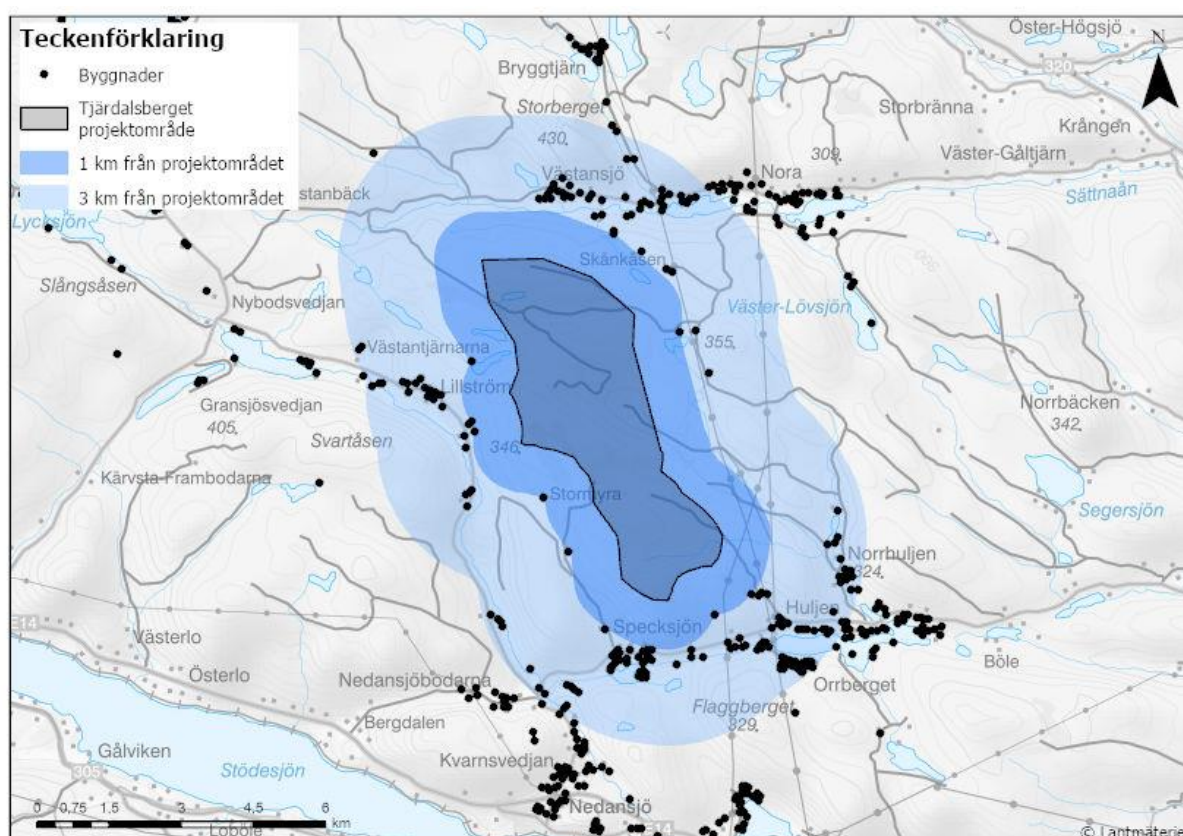 Teckenförklaring
Byggnader
Tjärdalsberget
projektområde
1 km från projektområdet
3 km från projektområdet
Öster-Högsjö
N
320
Bryggtjärn
Storberget
430
Storbränna
Krången
Västansjö
Nora
309
Väster-Gåltjärn
Sättnaån
stanbäck
Lycksjön
Skånkåsen
Slångsåsen
Nybodsvedjan
Väster-Lövsjön
355
Västantjärnarna
Lillström
Gransjösvedjan
405
Svartåsen
346
Norrbäcken
342
Kärvsta-Frambodarna
Stormyra
Segersjön
Norrhuljen
324
E14
Specksjön
Huljen
Västerlo
Österlo
Nedansjöbodarna
Böle
Orrberget
Flaggberget
329
Bergdalen
Gålviken
Kvarnsvedjan
305
Stödesjön
0 0,75 1,5 3 4,5 6
km
Nedansjö
E14
Lobole
© Lantmäteriet